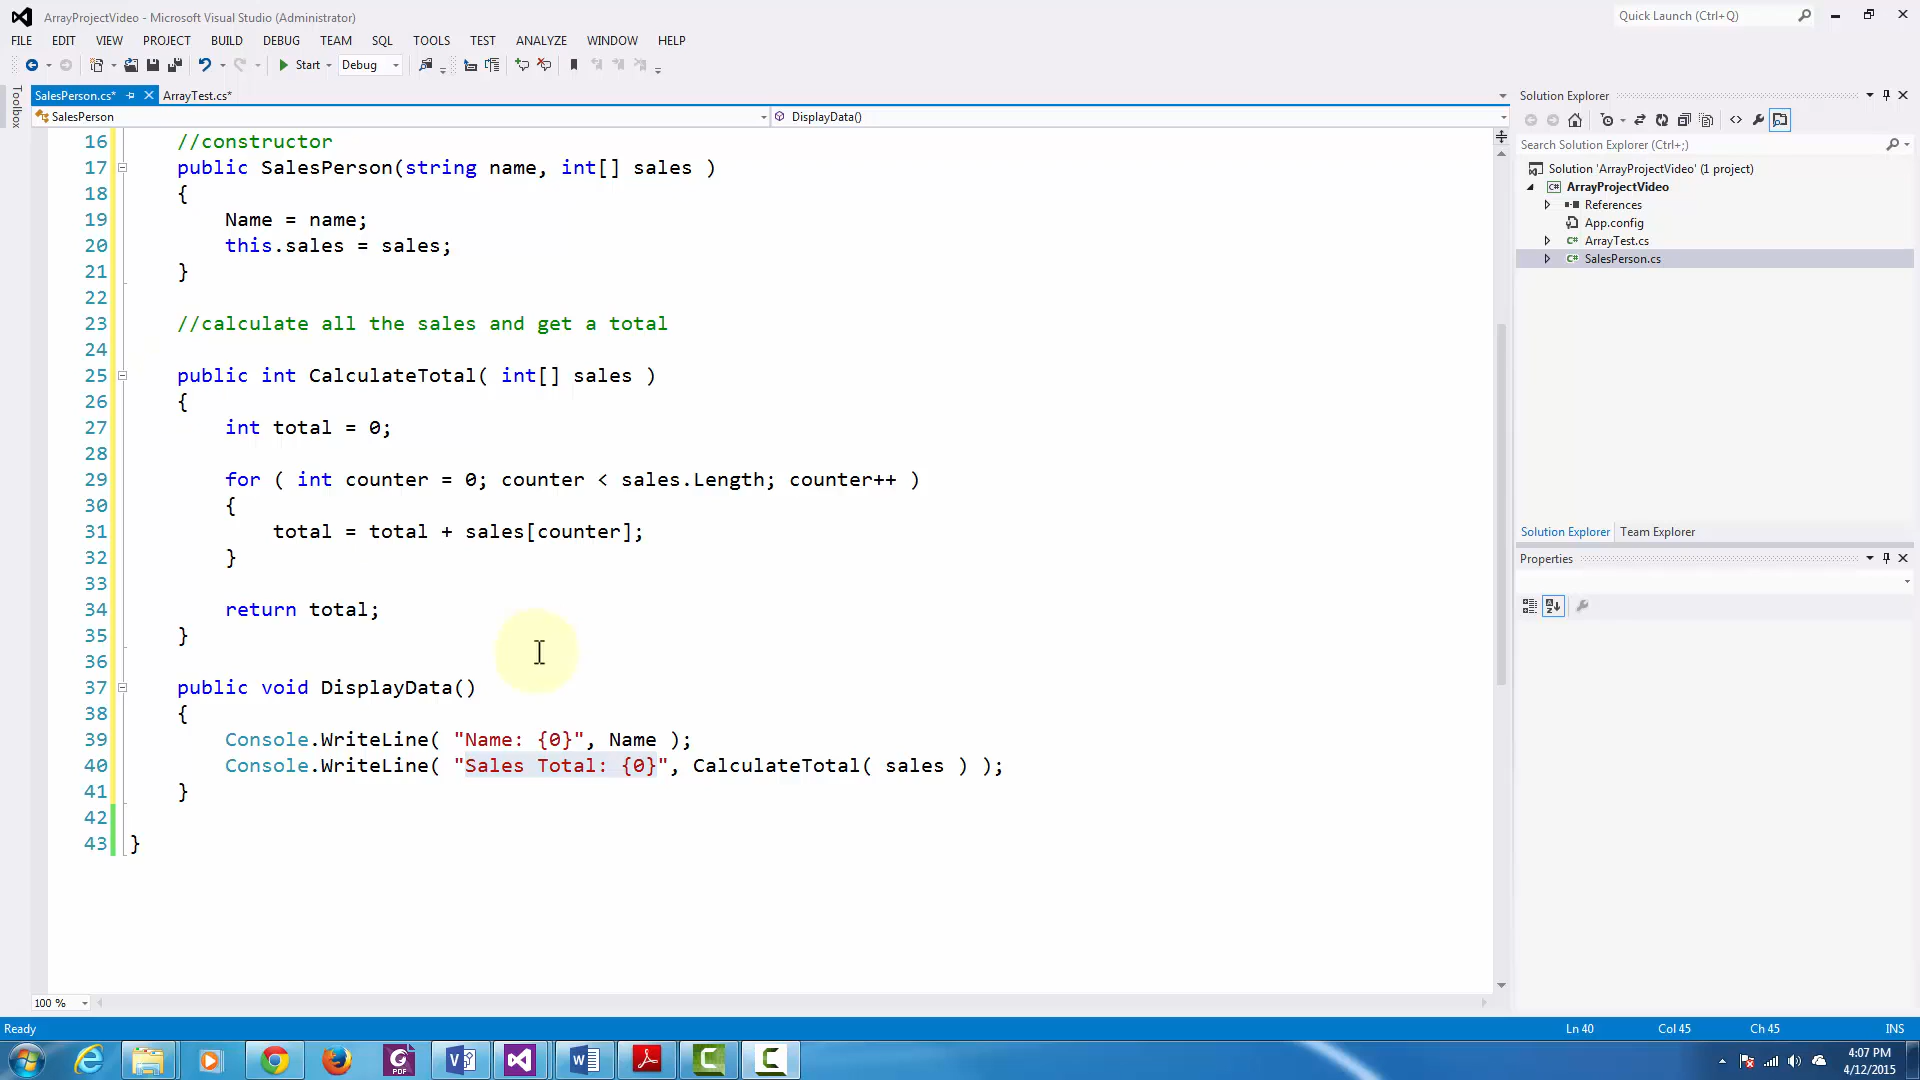 ArrayProjectVideo - Microsoft Visual Studio (Administrator)
Quick Launch (Ctrl+Q)
FILE EDIT VIEW PROJECT BUILD DEBUG TEAM SQL TOOLS TEST ANALYZE WINDOW HELP
Start Debug
Toolbox
SalesPerson.cs* ArrayTest.cs*
SalesPerson DisplayData()
16 //constructor
17 public SalesPerson(string name, int[] sales )
18 {
19 Name = name;
20 this.sales = sales;
21 }
22
23 //calculate all the sales and get a total
24
25 public int CalculateTotal( int[] sales )
26 {
27 int total = 0;
28
29 for ( int counter = 0; counter < sales.Length; counter++ )
30 {
31 total = total + sales[counter];
32 }
33
34 return total;
35 }
36
37 public void DisplayData()
38 {
39 Console.WriteLine( "Name: {0}", Name );
40 Console.WriteLine( "Sales Total: {0}", CalculateTotal( sales ) );
41 }
42
43 }
100 %
Solution Explorer
Search Solution Explorer (Ctrl+;)
Solution 'ArrayProjectVideo' (1 project)
C# ArrayProjectVideo
References
App.config
C# ArrayTest.cs
C# SalesPerson.cs
Solution Explorer Team Explorer
Properties
Ready Ln 40 Col 45 Ch 45 INS
PDF
4:07 PM
4/12/2015